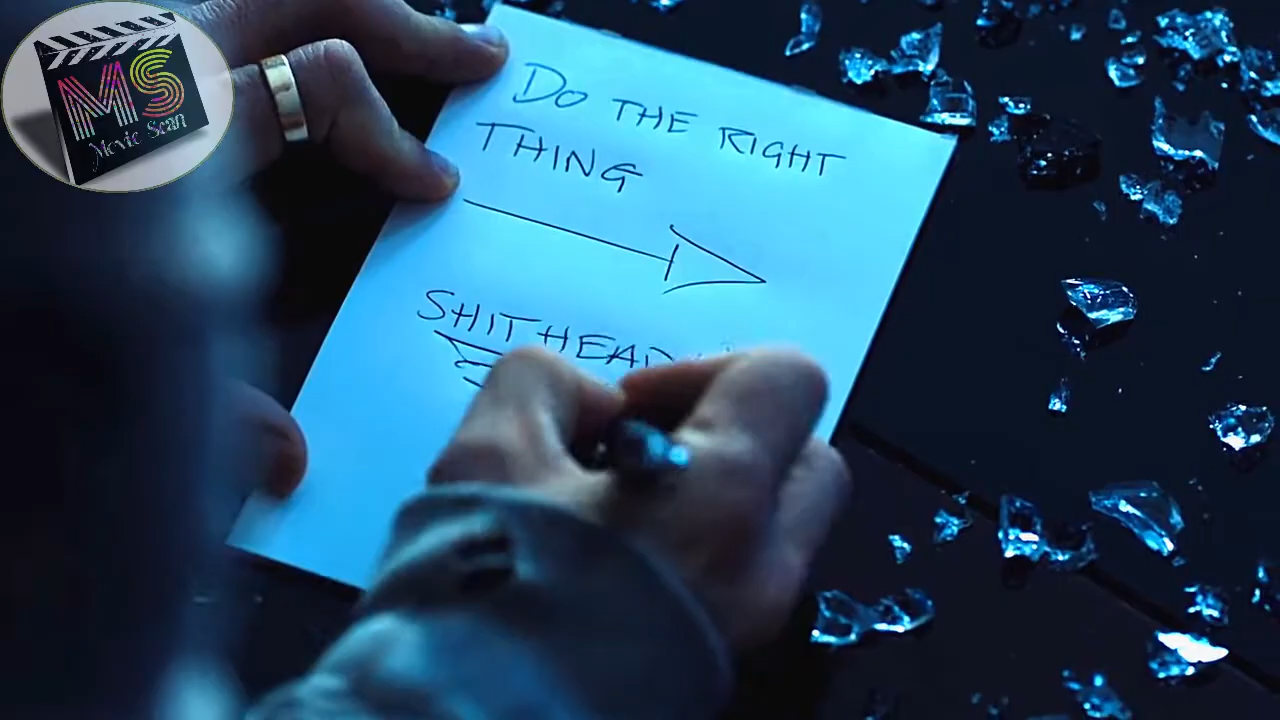 MS
Movie Scan
DO THE RIGHT
THING
SHITHEAD